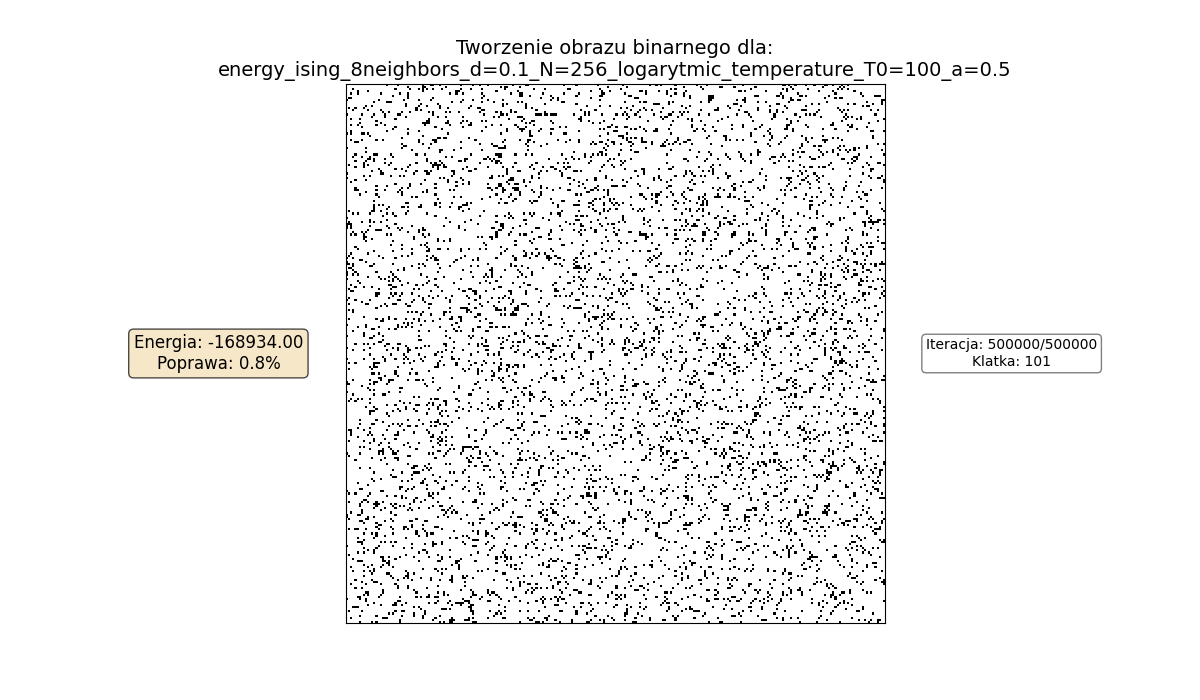 Tworzenie obrazu binarnego dla:
energy_ising_8neighbors_d=0.1_N=256_logarytmic_temperature_T0=100_a=0.5
Energia: -168934.00
Poprawa: 0.8%
Iteracja: 500000/500000
Klatka: 101